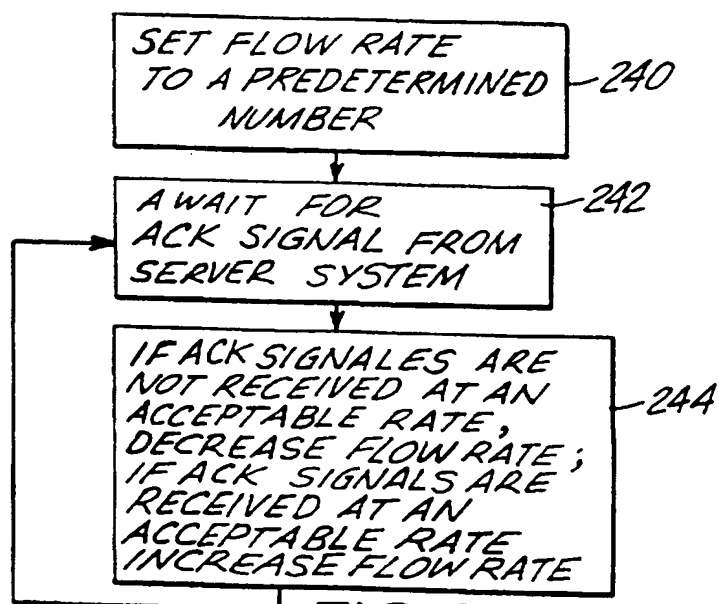 SET FLOW RATE
TO A PREDETERMINED
NUMBER
240
AWAIT FOR
ACK SIGNAL FROM
SERVER SYSTEM
242
IF ACK SIGNALES ARE
NOT RECEIVED AT AN
ACCEPTABLE RATE,
DECREASE FLOW RATE;
IF ACK SIGNALS ARE
RECEIVED AT AN
ACCEPTABLE RATE
INCREASE FLOW RATE
244